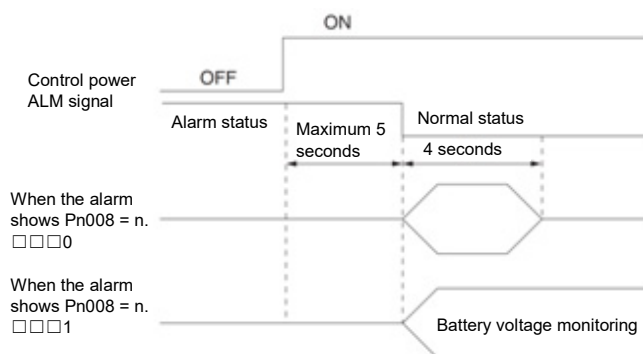 ON
OFF
Control power
ALM signal
Alarm status
Maximum 5
seconds
Normal status
4 seconds
When the alarm
shows Pn008 = n.
□□□0
When the alarm
shows Pn008 = n.
□□□1
Battery voltage monitoring